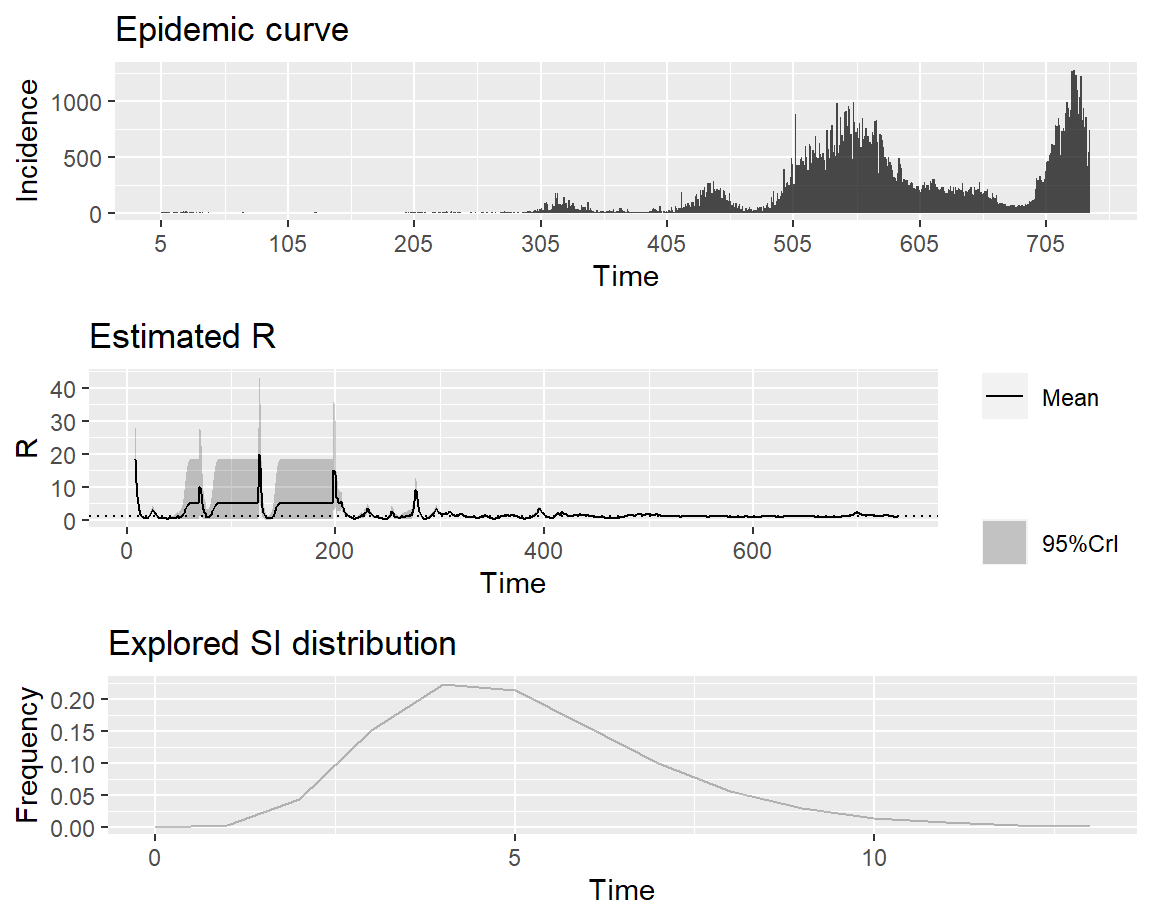 Epidemic curve
Incidence
1000
500
0
5 105 205 305 405 505 605 705
Time
Estimated R
R
40
30
20
10
0
0 200 400 600
Time
Mean
95%CrI
Explored SI distribution
Frequency
0.20
0.15
0.10
0.05
0.00
0 5 10
Time